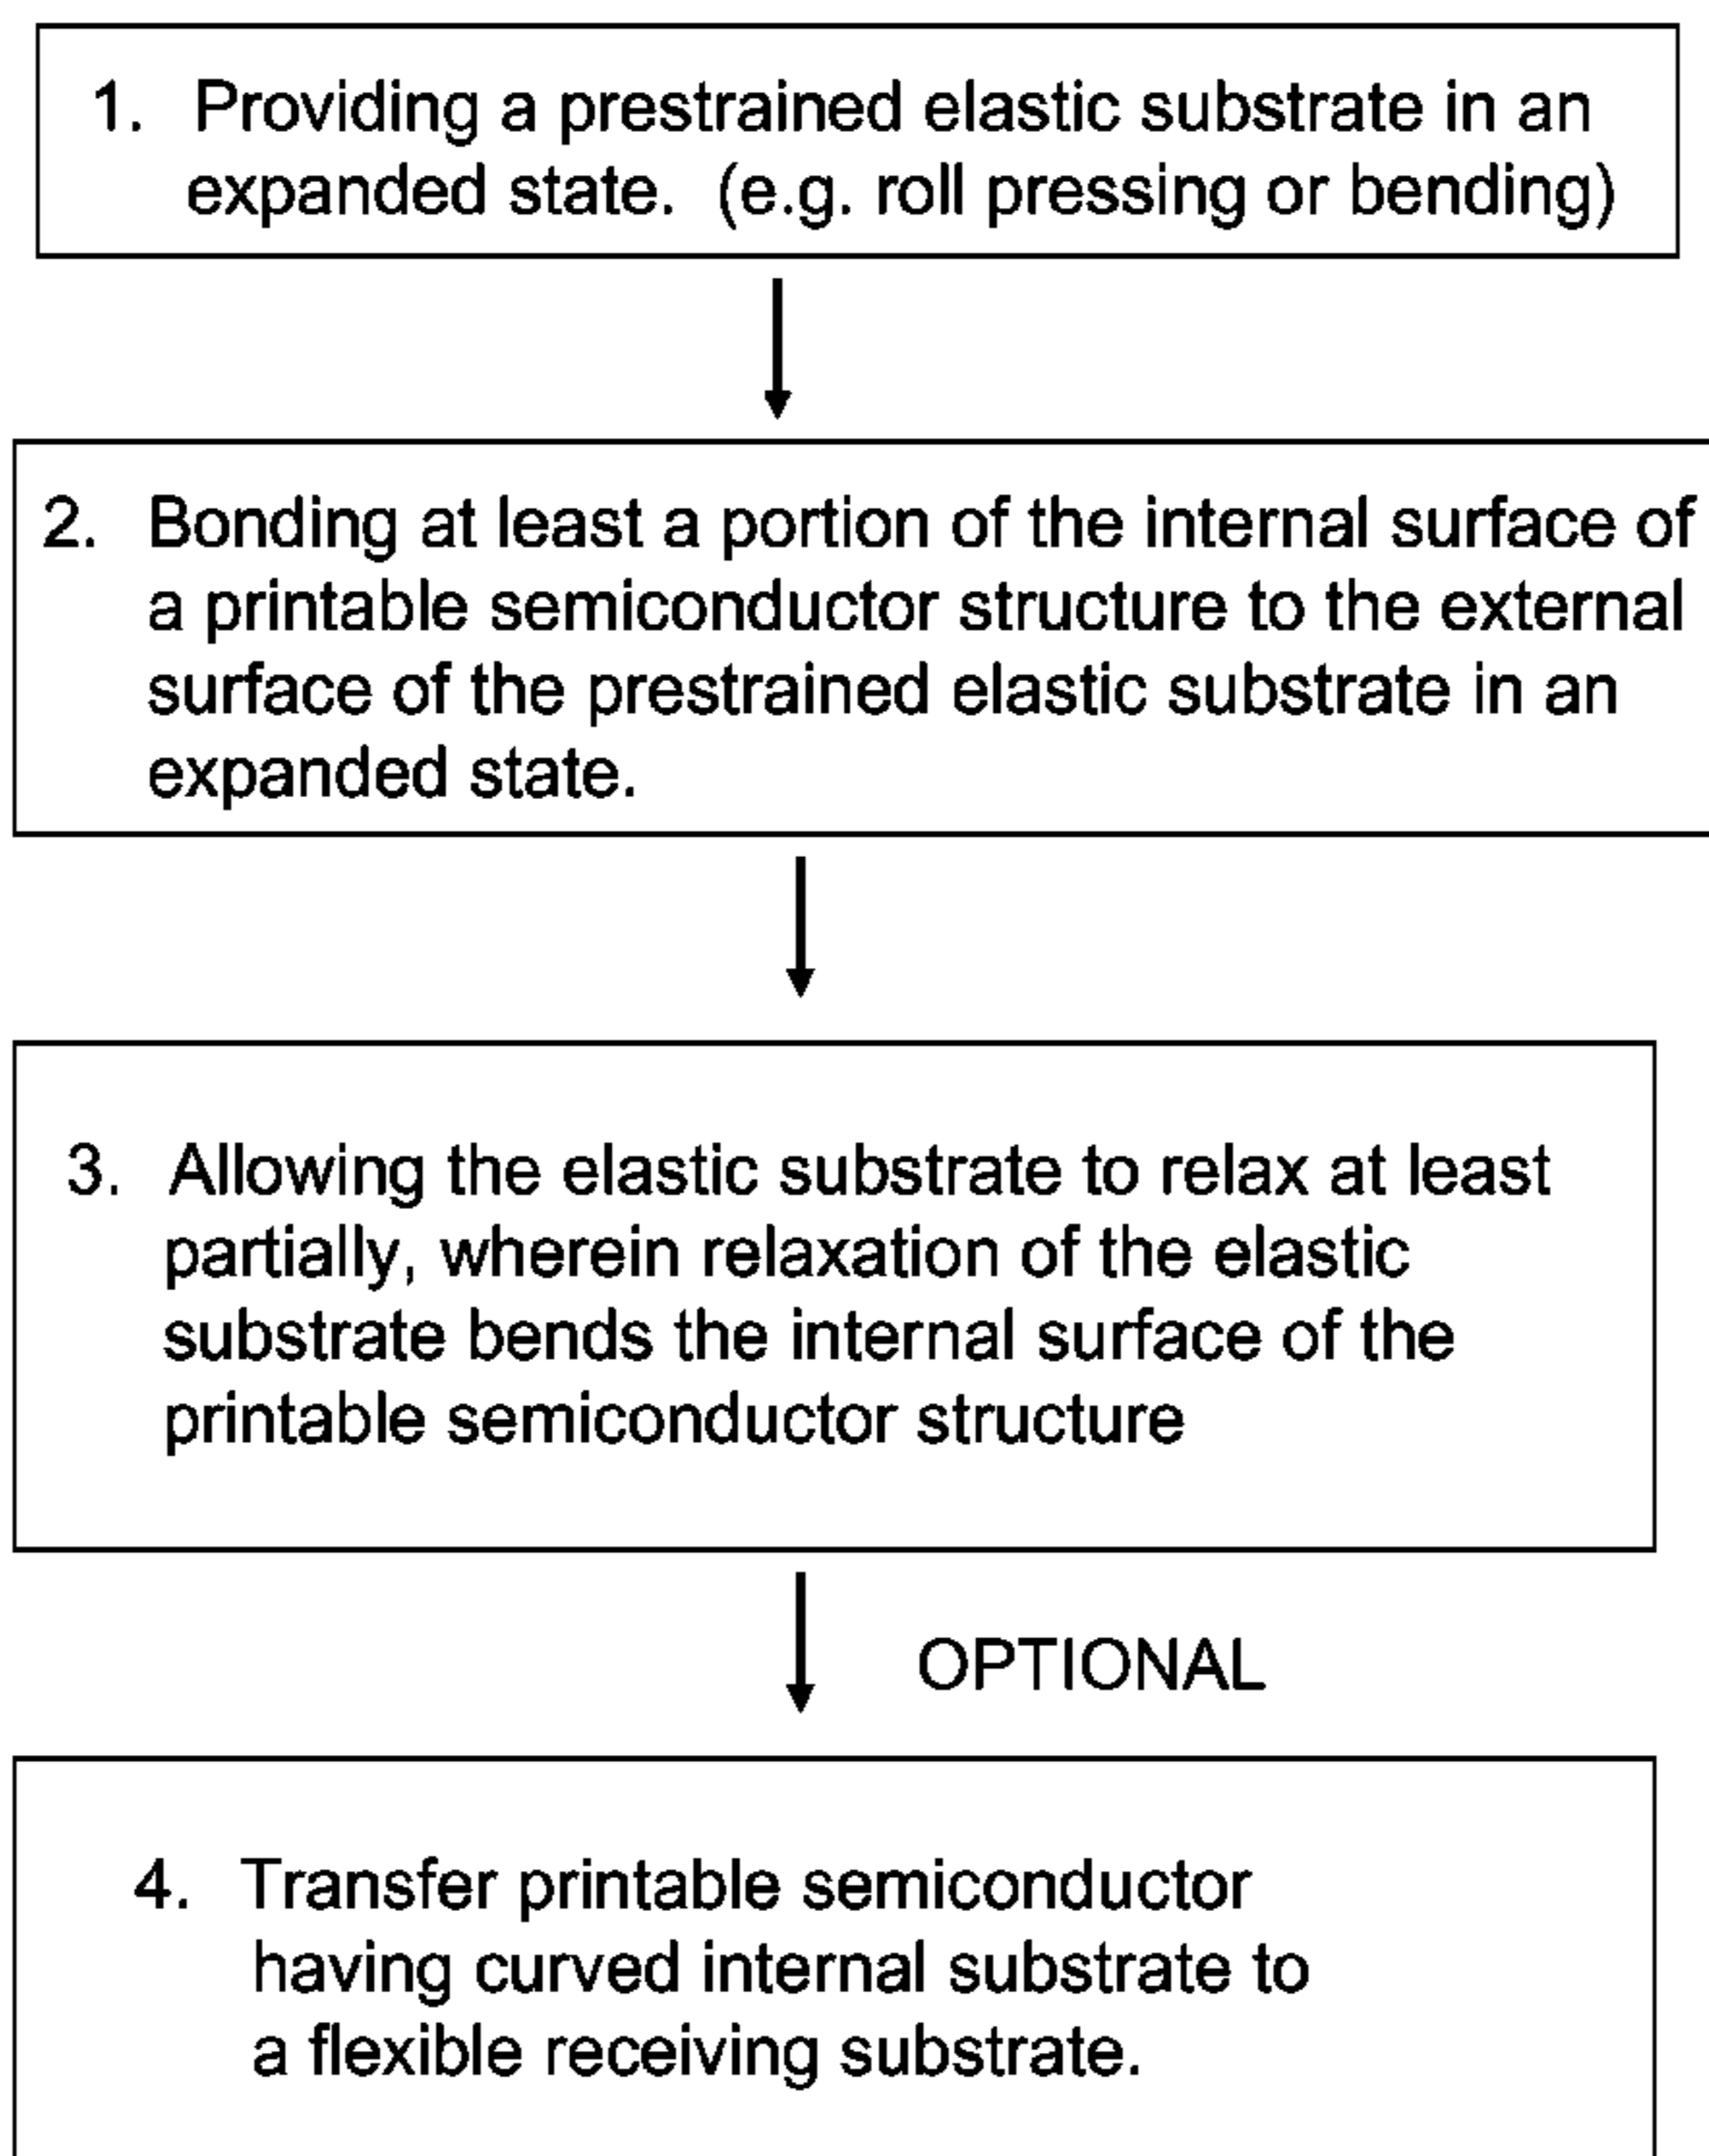 1. Providing a prestrained elastic substrate in an
expanded state. (e.g. roll pressing or bending)
2. Bonding at least a portion of the internal surface of
a printable semiconductor structure to the external
surface of the prestrained elastic substrate in an
expanded state.
3. Allowing the elastic substrate to relax at least
partially, wherein relaxation of the elastic
substrate bends the internal surface of the
printable semiconductor structure
OPTIONAL
4. Transfer printable semiconductor
having curved internal substrate to
a flexible receiving substrate.